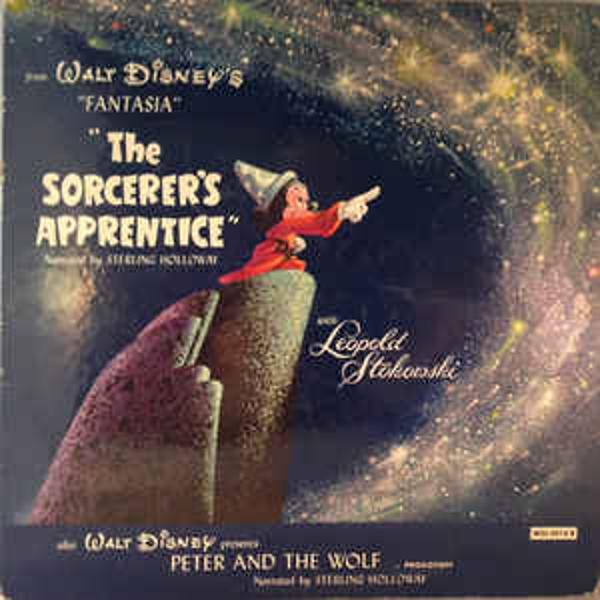 from WALT DISNEY'S
"FANTASIA"
"The
SORCERER'S
APPRENTICE"
Narrated by STERLING HOLLOWAY
with
Leopold
Stokowski
also WALT DISNEY presents
PETER AND THE WOLF . PROKOFIEFF
Narrated by STERLING HOLLOWAY